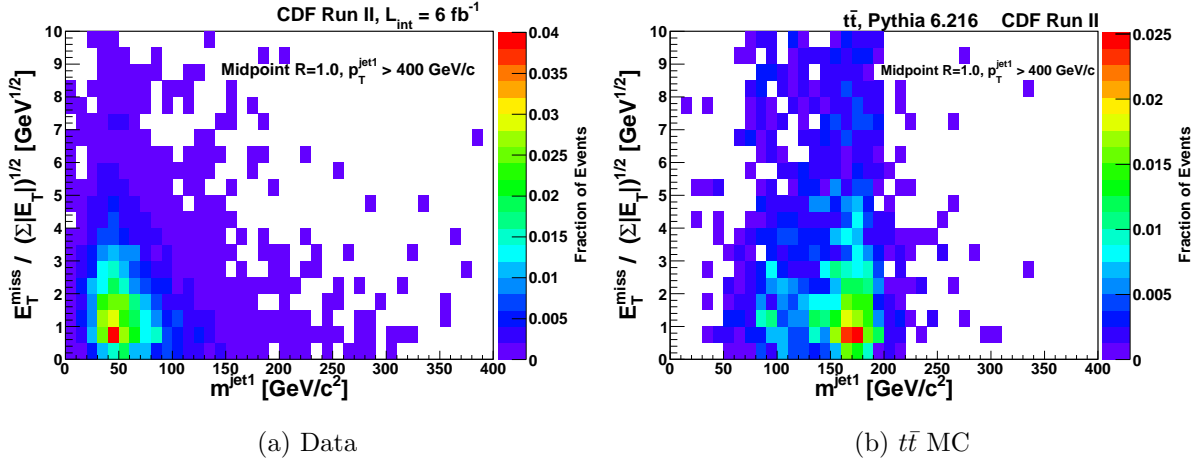 CDF Run II, L_int = 6 fb^-1
Midpoint R=1.0, p_T^jet1 > 400 GeV/c
E_T^miss / (Σ|E_T|)^1/2 [GeV^1/2]
10
9
8
7
6
5
4
3
2
1
0
0 50 100 150 200 250 300 350 400
m^jet1 [GeV/c^2]
0.04
0.035
0.03
0.025
0.02
0.015
0.01
0.005
0
Fraction of Events
(a) Data
tt̄, Pythia 6.216 CDF Run II
Midpoint R=1.0, p_T^jet1 > 400 GeV/c
E_T^miss / (Σ|E_T|)^1/2 [GeV^1/2]
10
9
8
7
6
5
4
3
2
1
0
0 50 100 150 200 250 300 350 400
m^jet1 [GeV/c^2]
0.025
0.02
0.015
0.01
0.005
0
Fraction of Events
(b) tt̄ MC